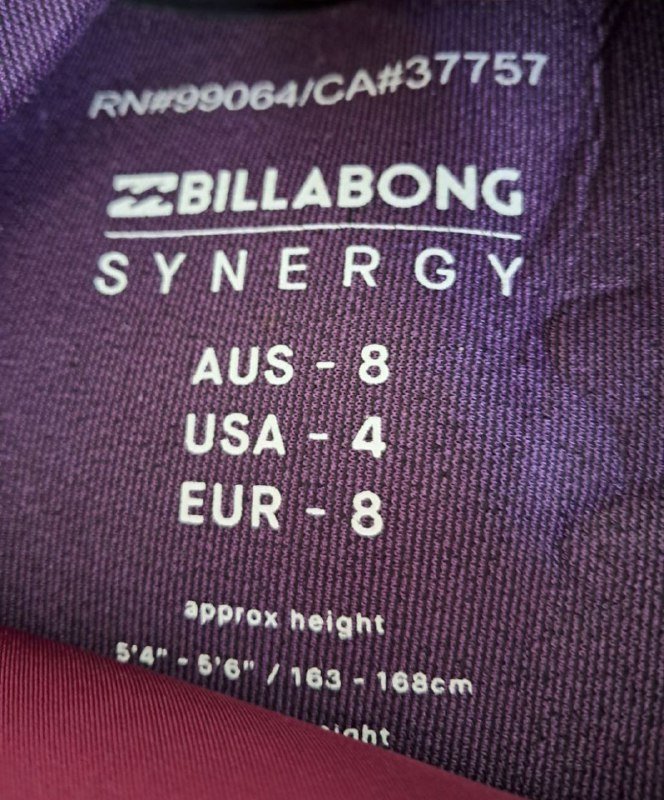 RN#99064/CA#37757
BILLABONG
SYNERGY
AUS - 8
USA - 4
EUR - 8
approx height
5'4" - 5'6" / 163 - 168cm